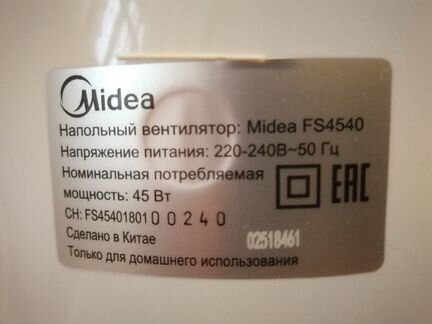 Midea
Напольный вентилятор: Midea FS4540
Напряжение питания: 220-240В~50 Гц
Номинальная потребляемая
мощность: 45 Вт
EAC
СН: FS45401801 0 0 2 4 0
Сделано в Китае
02518461
Только для домашнего использования